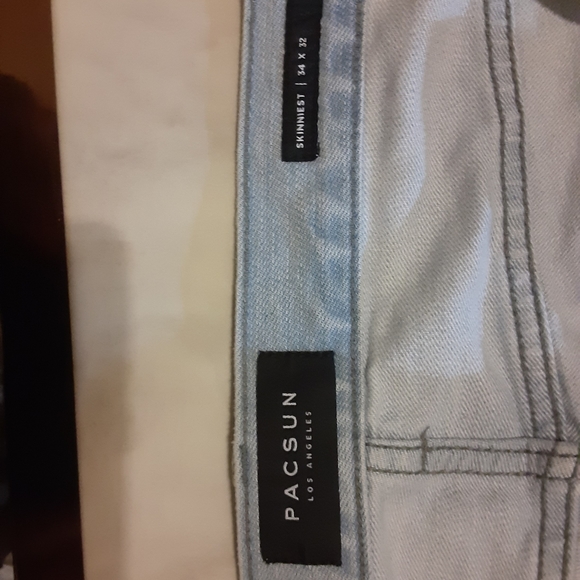 SKINNIEST | 34 X 32
PACSUN
LOS ANGELES